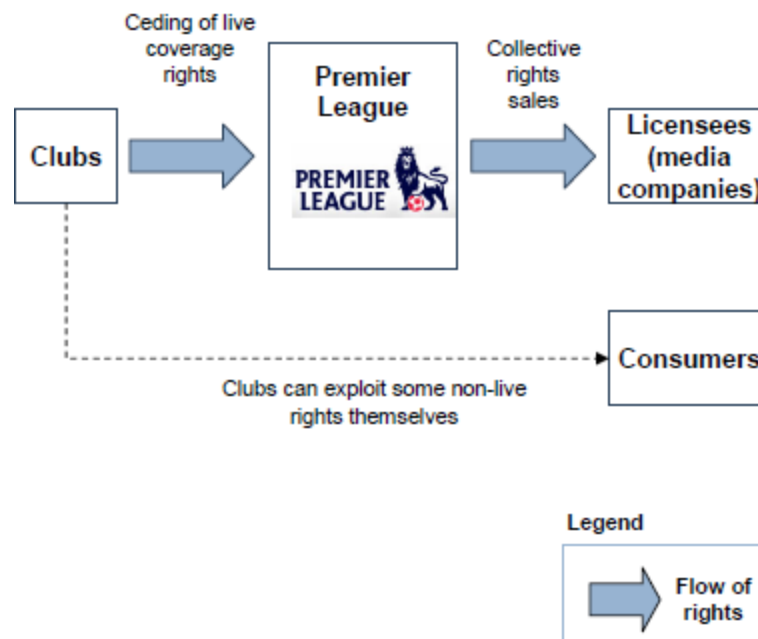 Ceding of live
coverage
rights
Premier
League
Collective
rights
sales
Clubs
PREMIER
LEAGUE
Licensees
(media
companies)
Consumers
Clubs can exploit some non-live
rights themselves
Legend
Flow of
rights